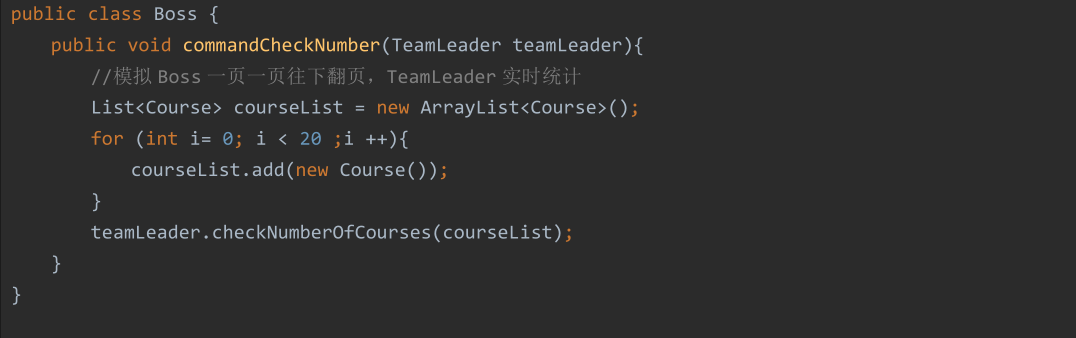 public class Boss {
    public void commandCheckNumber(TeamLeader teamLeader){
        //模拟 Boss 一页一页往下翻页，TeamLeader 实时统计
        List<Course> courseList = new ArrayList<Course>();
        for (int i= 0; i < 20 ;i ++){
            courseList.add(new Course());
        }
        teamLeader.checkNumberOfCourses(courseList);
    }
}